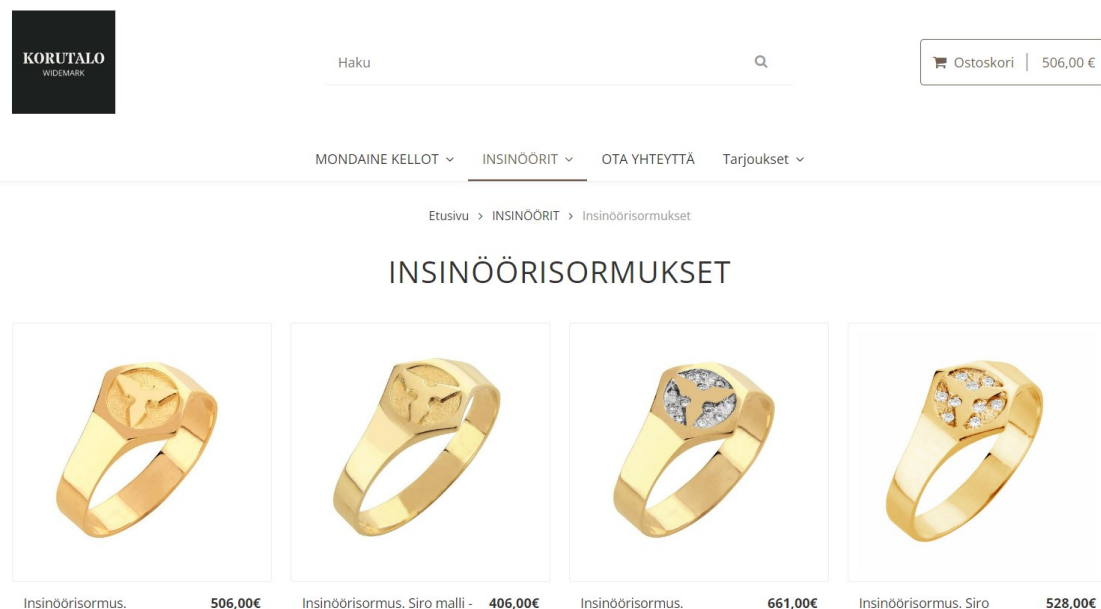 KORUTALO
WIDEMARK
Haku
Ostoskori 506,00 €
MONDAINE KELLOT INSINÖÖRIT OTA YHTEYTTÄ Tarjoukset
Etusivu > INSINÖÖRIT > Insinöörisormukset
INSINÖÖRISORMUKSET
Insinöörisormus. 506,00€ Insinöörisormus. Siro malli - 406,00€ Insinöörisormus. 661,00€ Insinöörisormus. Siro 528,00€